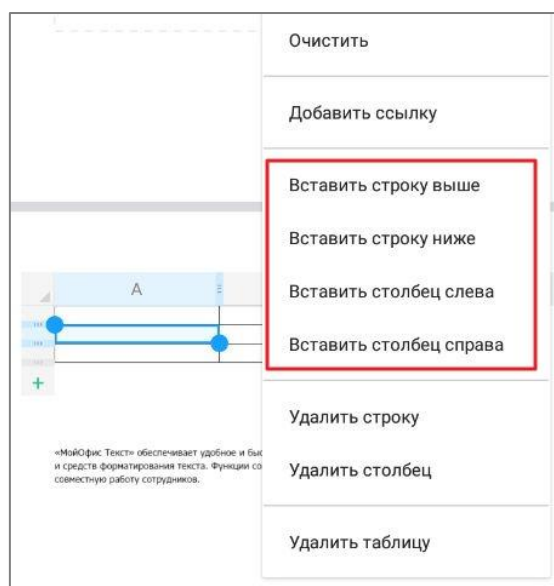 Очистить
Добавить ссылку
Вставить строку выше
Вставить строку ниже
Вставить столбец слева
Вставить столбец справа
Удалить строку
Удалить столбец
Удалить таблицу
A
+
«МойОфис Текст» обеспечивает удобное и быс
и средств форматирования текста. Функции со
совместную работу сотрудников.